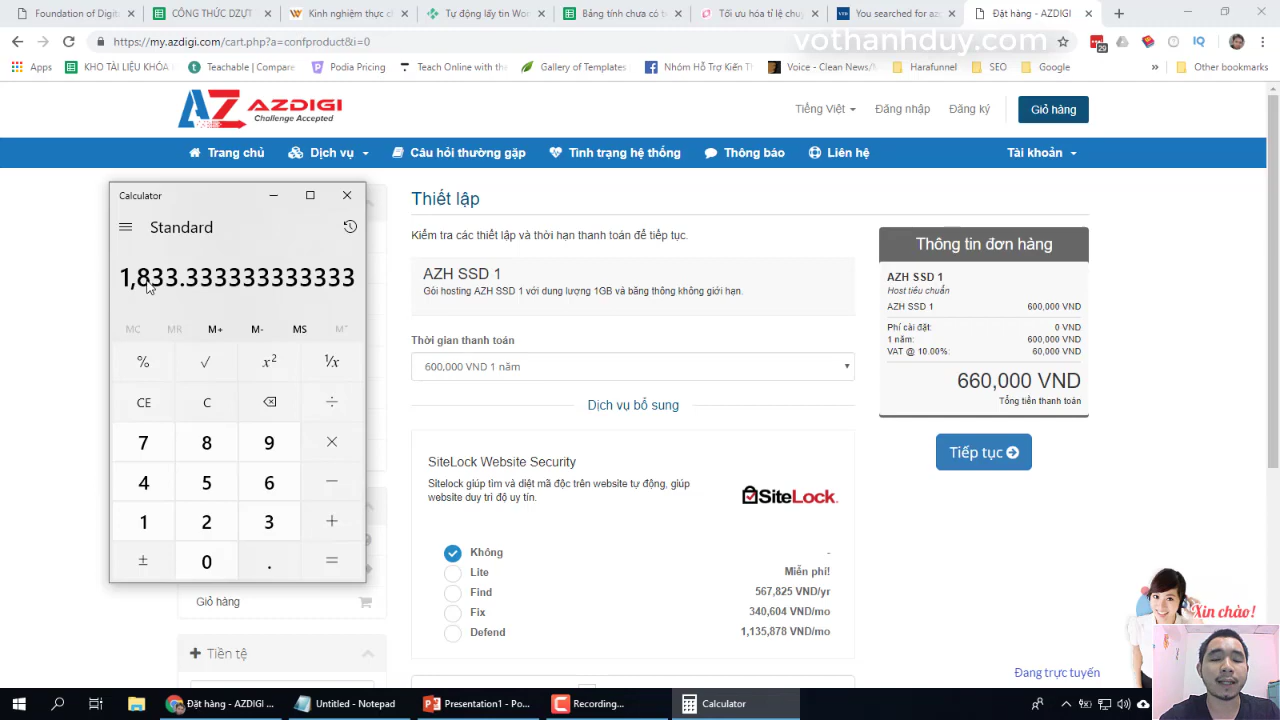 Foundation of Digital
CÔNG THỨC DZỰT
Kinh nghiệm thực c
Tự động lấy tin Wor
Bảng tính chưa có t
Tối ưu hóa tỉ lệ chu
You searched for az
Đặt hàng - AZDIGI
https://my.azdigi.com/cart.php?a=confproduct&i=0
vothanhduy.com
29
IQ
Apps
KHO TÀI LIỆU KHÓA
Teachable | Compare
Podia Pricing
Teach Online with the
Gallery of Templates
Nhóm Hỗ Trợ Kiến T
Voice - Clean News/
Harafunnel
SEO
Google
»
Other bookmarks
AZ AZDIGI
Challenge Accepted
Tiếng Việt
Đăng nhập
Đăng ký
Giỏ hàng
Trang chủ
Dịch vụ
Câu hỏi thường gặp
Tình trạng hệ thống
Thông báo
Liên hệ
Tài khoản
Calculator
Standard
1,833.333333333333
MC MR M+ M- MS M˅
% √ x² ¹/x
CE C ⌫ ÷
7 8 9 ×
4 5 6 −
1 2 3 +
± 0 . =
Giỏ hàng
Tiền tệ
Thiết lập
Kiểm tra các thiết lập và thời hạn thanh toán để tiếp tục.
AZH SSD 1
Gói hosting AZH SSD 1 với dung lượng 1GB và băng thông không giới hạn.
Thời gian thanh toán
600,000 VND 1 năm
Dịch vụ bổ sung
SiteLock Website Security
Sitelock giúp tìm và diệt mã độc trên website tự động, giúp
website duy trì độ uy tín.
SiteLock.
Không -
Lite Miễn phí!
Find 567,825 VND/yr
Fix 340,604 VND/mo
Defend 1,135,878 VND/mo
Thông tin đơn hàng
AZH SSD 1
Host tiêu chuẩn
AZH SSD 1 600,000 VND
Phí cài đặt: 0 VND
1 năm: 600,000 VND
VAT @ 10.00%: 60,000 VND
660,000 VND
Tổng tiền thanh toán
Tiếp tục
Xin chào!
Đang trực tuyến
Đặt hàng - AZDIGI ...
Untitled - Notepad
Presentation1 - Po...
Recording...
Calculator